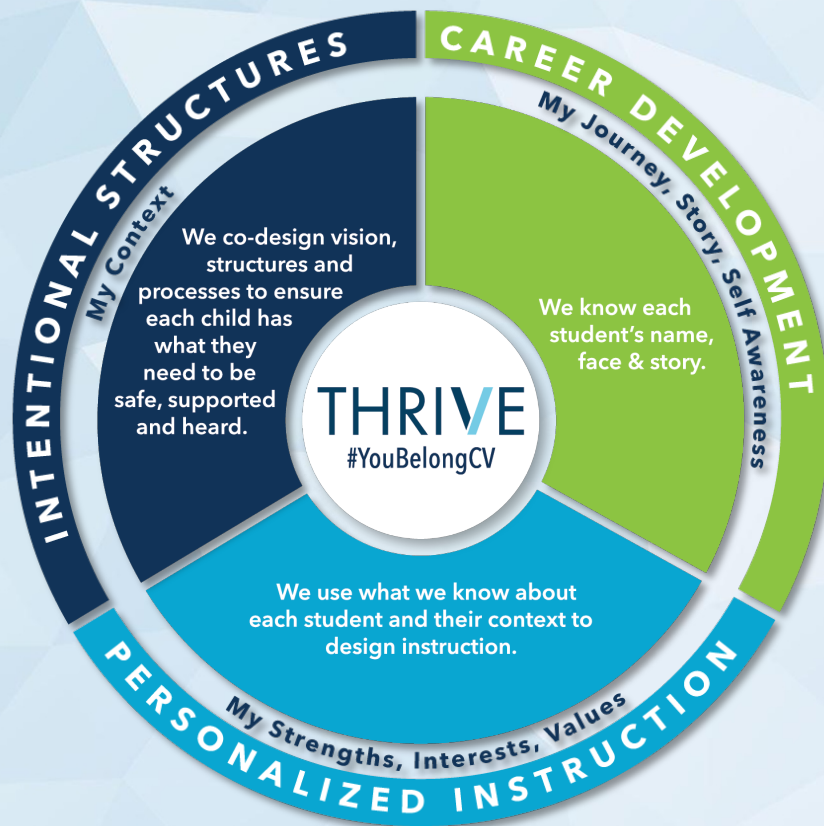 INTENTIONAL STRUCTURES
My Context
We co-design vision,
structures and
processes to ensure
each child has
what they
need to be
safe, supported
and heard.
CAREER DEVELOPMENT
My Journey, Story, Self Awareness
We know each
student’s name,
face & story.
THRIVE
#YouBelongCV
We use what we know about
each student and their context to
design instruction.
My Strengths, Interests, Values
PERSONALIZED INSTRUCTION